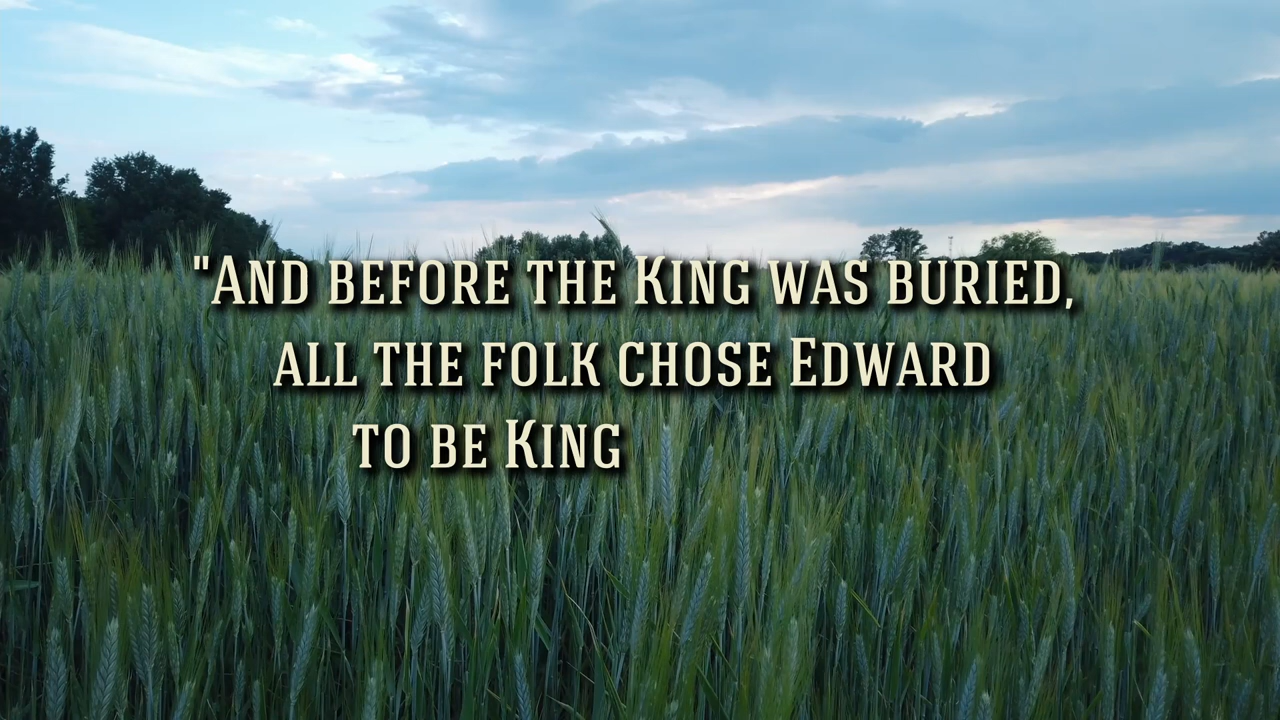 "And before the King was buried,
all the folk chose Edward
to be King